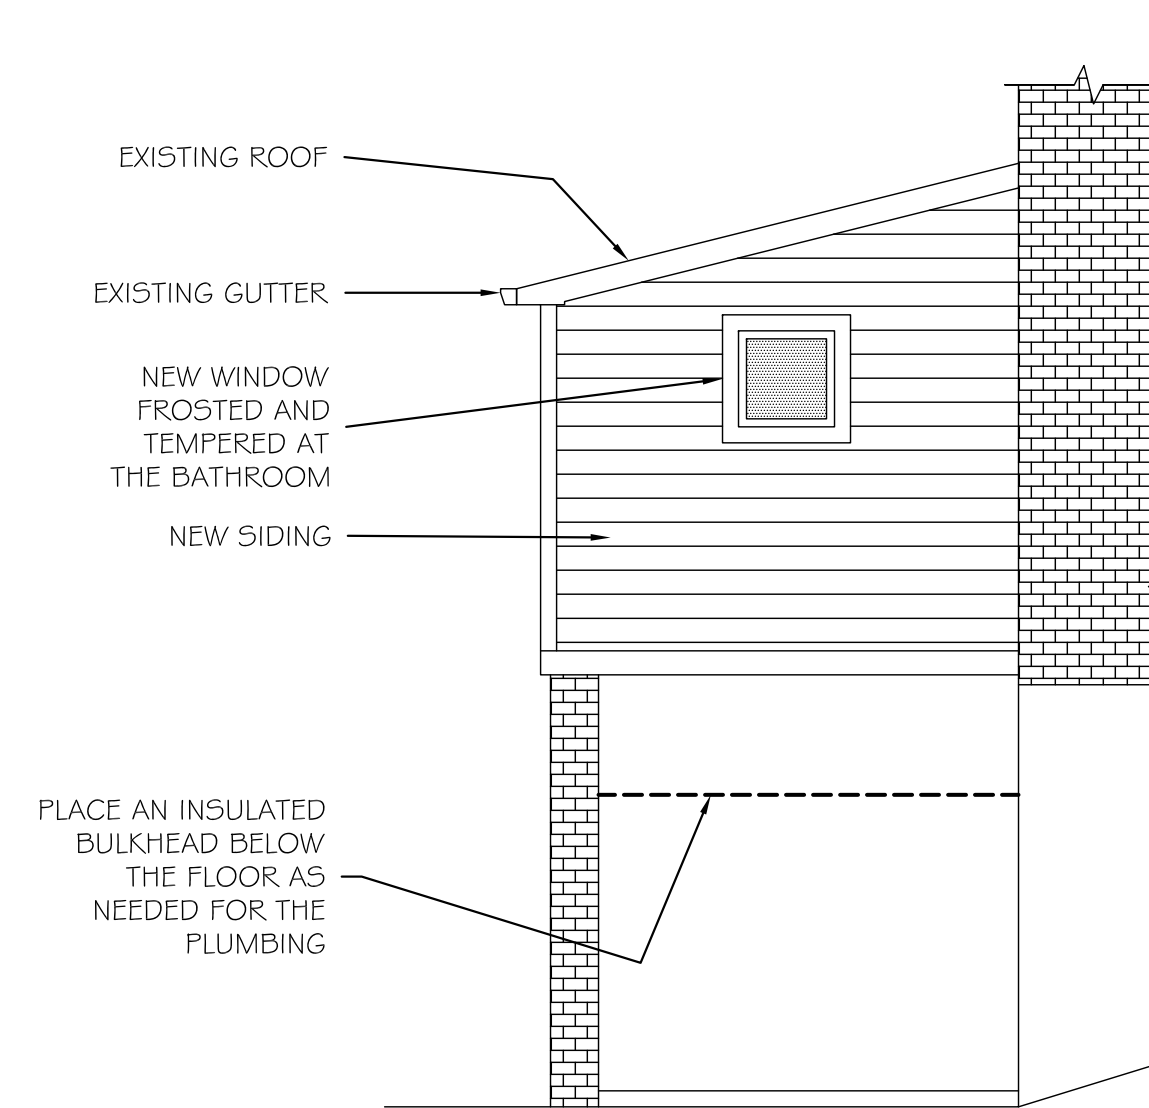 EXISTING ROOF
EXISTING GUTTER
NEW WINDOW
FROSTED AND
TEMPERED AT
THE BATHROOM
NEW SIDING
PLACE AN INSULATED
BULKHEAD BELOW
THE FLOOR AS
NEEDED FOR THE
PLUMBING